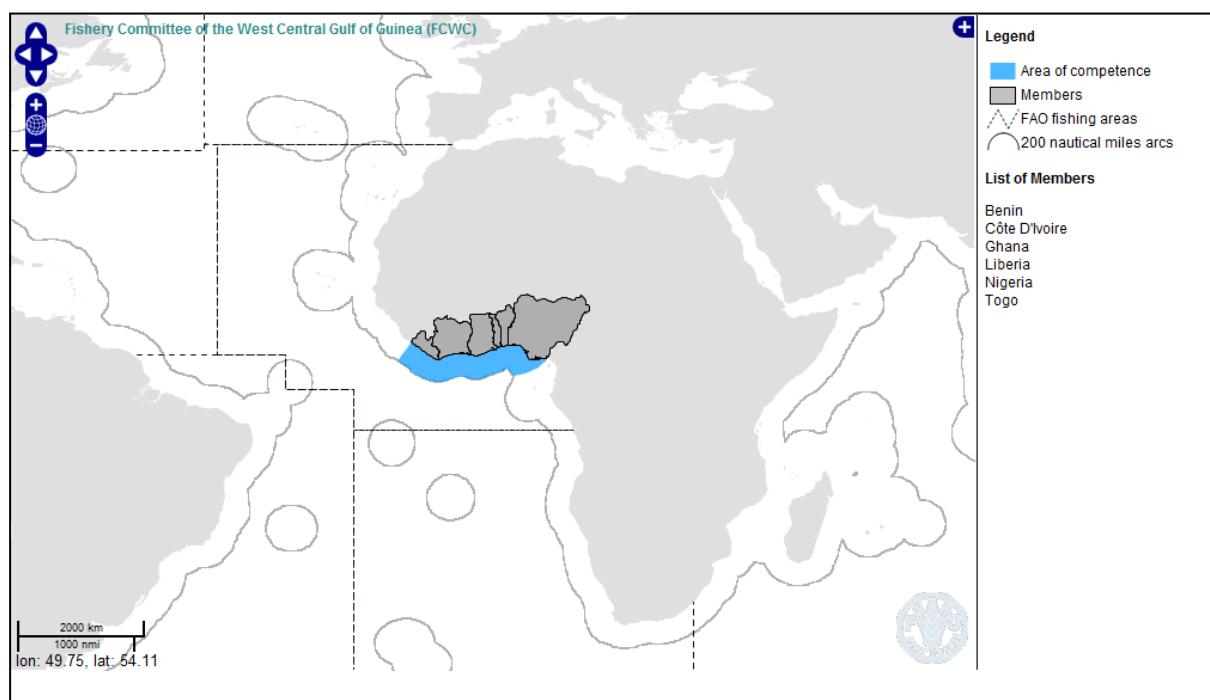 Fishery Committee of the West Central Gulf of Guinea (FCWC)
Legend
Area of competence
Members
FAO fishing areas
200 nautical miles arcs
List of Members
Benin
Côte D'Ivoire
Ghana
Liberia
Nigeria
Togo
2000 km
1000 nmi
lon: 49.75, lat: 54.11